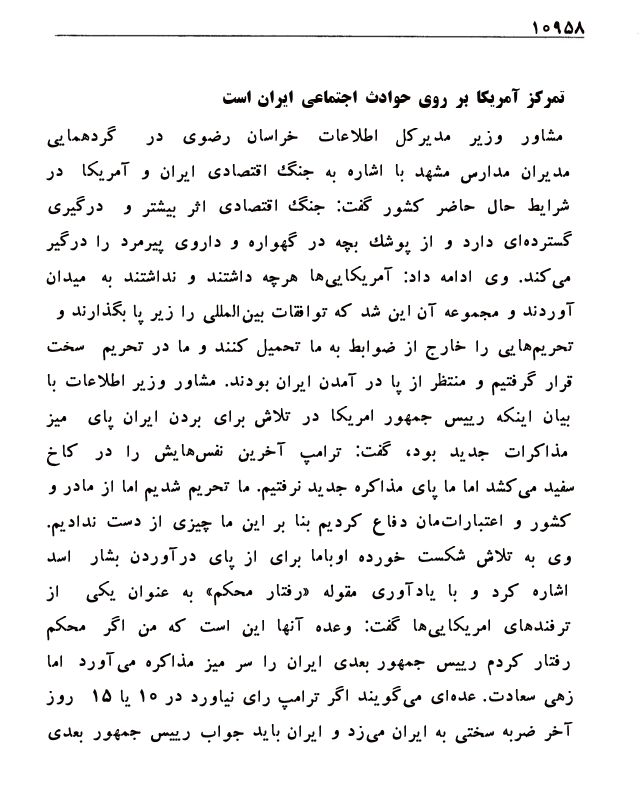 ۱۰۹۵۸
تمرکز آمریکا بر روی حوادث اجتماعی ایران است
مشاور وزیر مدیرکل اطلاعات خراسان رضوی در گردهمایی
مدیران مدارس مشهد با اشاره به جنگ اقتصادی ایران و آمریکا در
شرایط حال حاضر کشور گفت: جنگ اقتصادی اثر بیشتر و درگیری
گسترده‌ای دارد و از پوشك بچه در گهواره و داروی پیرمرد را درگیر
می‌کند. وی ادامه داد: آمریکایی‌ها هرچه داشتند و نداشتند به میدان
آوردند و مجموعه آن این شد که توافقات بین‌المللی را زیر پا بگذارند و
تحریم‌هایی را خارج از ضوابط به ما تحمیل کنند و ما در تحریم سخت
قرار گرفتیم و منتظر از پا در آمدن ایران بودند. مشاور وزیر اطلاعات با
بیان اینکه رییس جمهور امریکا در تلاش برای بردن ایران پای میز
مذاکرات جدید بود، گفت: ترامپ آخرین نفس‌هایش را در کاخ
سفید می‌کشد اما ما پای مذاکره جدید نرفتیم. ما تحریم شدیم اما از مادر و
کشور و اعتبارات‌مان دفاع کردیم بنا بر این ما چیزی از دست ندادیم.
وی به تلاش شکست خورده اوباما برای از پای درآوردن بشار اسد
اشاره کرد و با یادآوری مقوله «رفتار محکم» به عنوان یکی از
ترفندهای امریکایی‌ها گفت: وعده آنها این است که من اگر محکم
رفتار کردم رییس جمهور بعدی ایران را سر میز مذاکره می‌آورد اما
زهی سعادت. عده‌ای می‌گویند اگر ترامپ رای نیاورد در ۱۰ یا ۱۵ روز
آخر ضربه سختی به ایران می‌زد و ایران باید جواب رییس جمهور بعدی